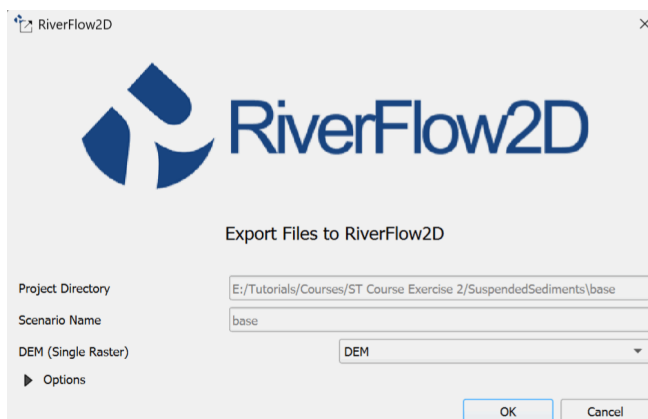 RiverFlow2D
RiverFlow2D
Export Files to RiverFlow2D
Project Directory E:/Tutorials/Courses/ST Course Exercise 2/SuspendedSediments\base
Scenario Name base
DEM (Single Raster) DEM
Options
OK Cancel